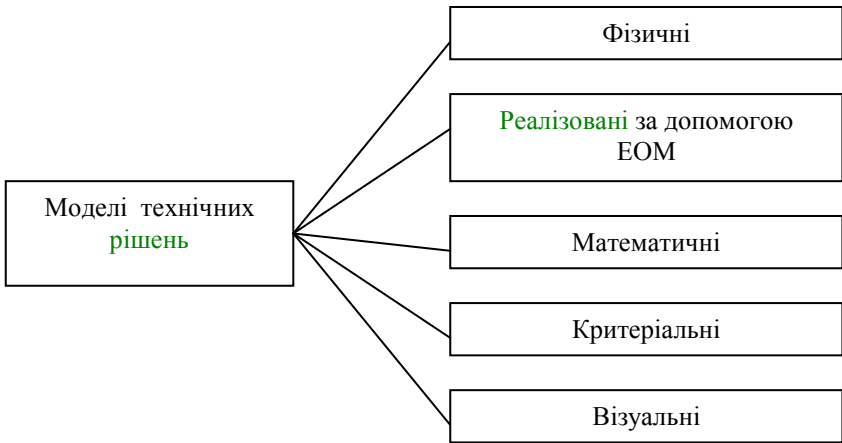 Моделі технічних
рішень
Фізичні
Реалізовані за допомогою
ЕОМ
Математичні
Критеріальні
Візуальні